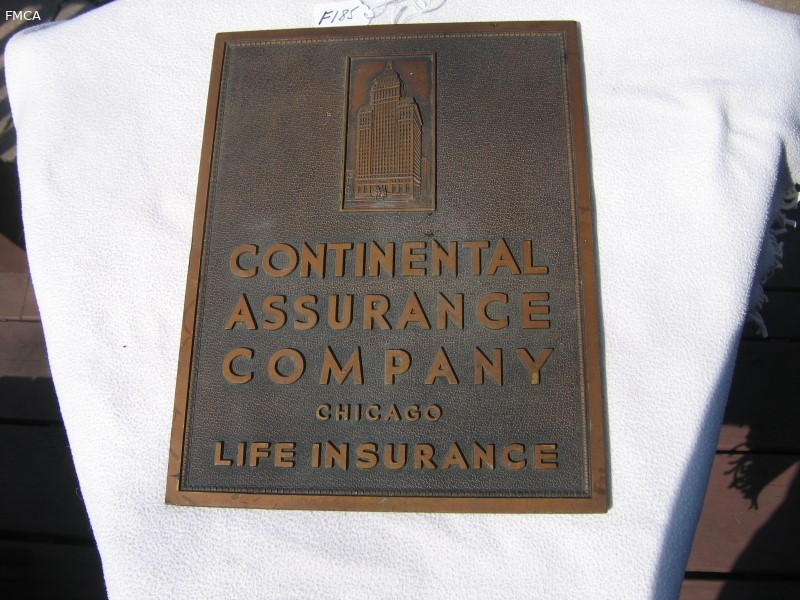 FMCA
F185
CONTINENTAL
ASSURANCE
COMPANY
CHICAGO
LIFE INSURANCE